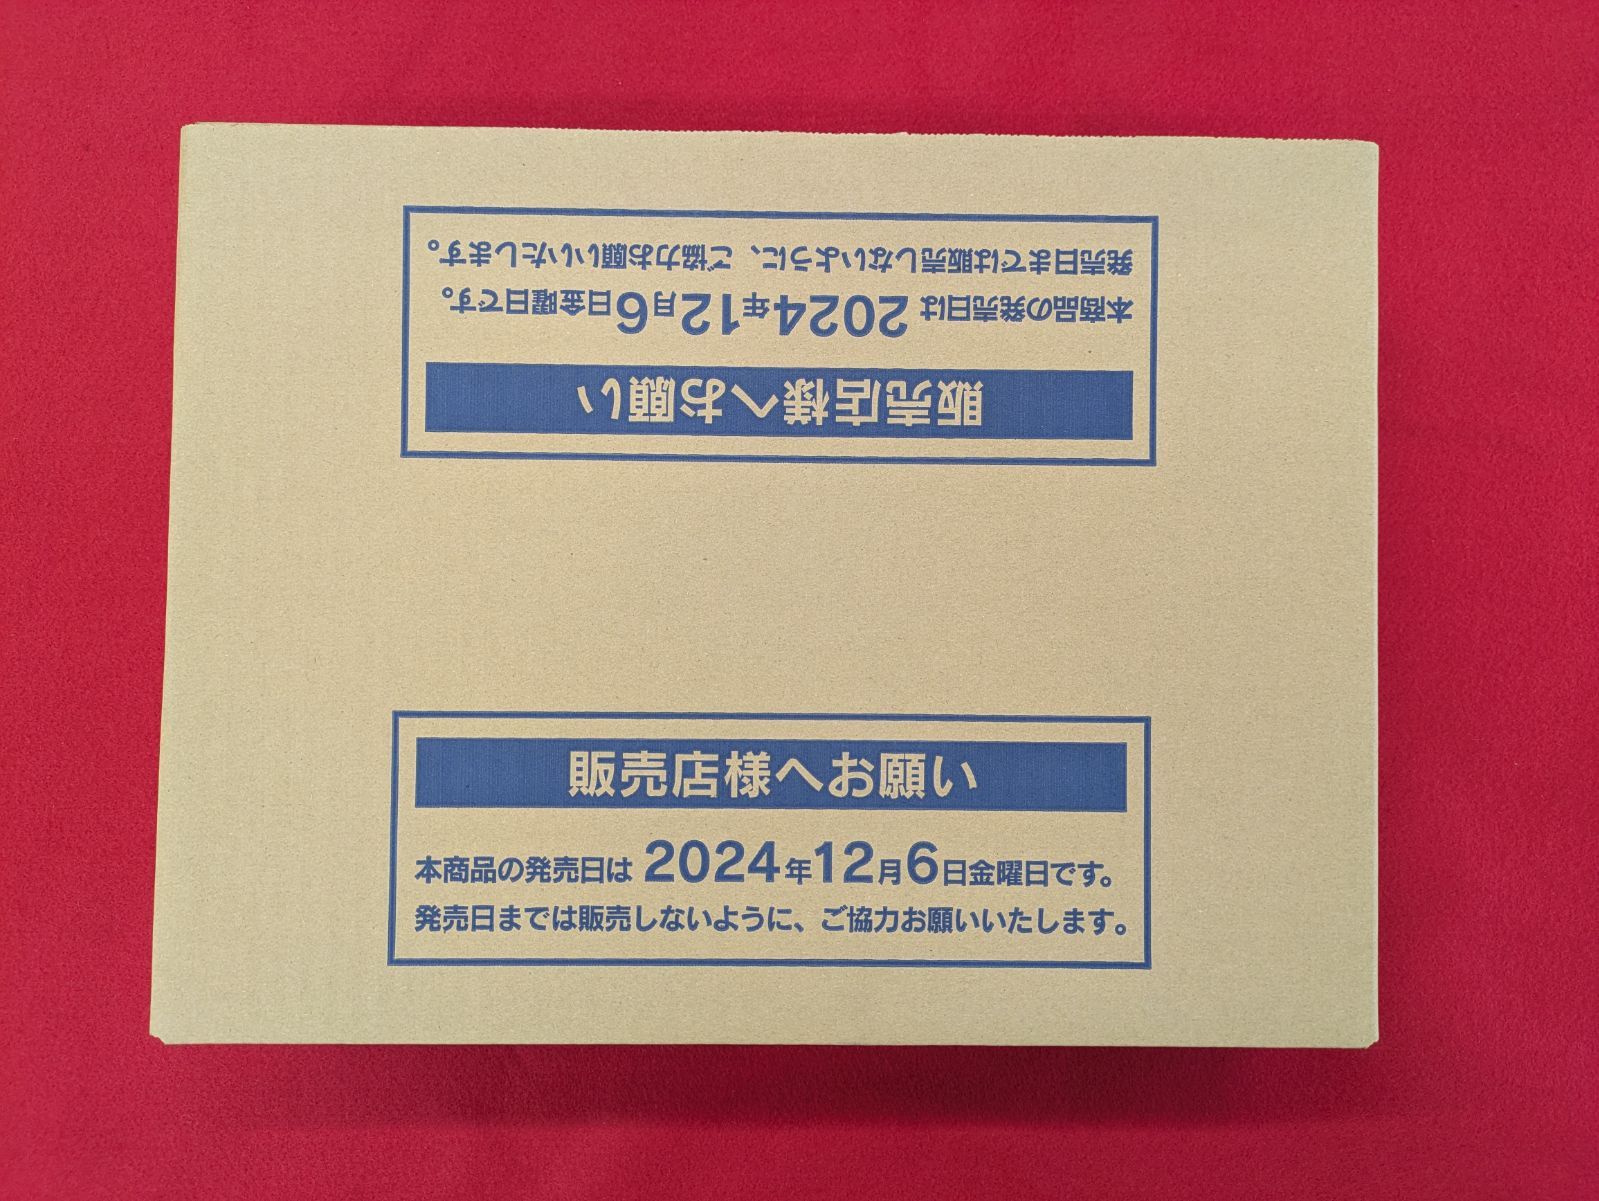 発売日までは販売しないように、ご協力お願いいたします。
本商品の発売日は 2024年12月6日金曜日です。
販売店様へお願い
販売店様へお願い
本商品の発売日は 2024年12月6日金曜日です。
発売日までは販売しないように、ご協力お願いいたします。